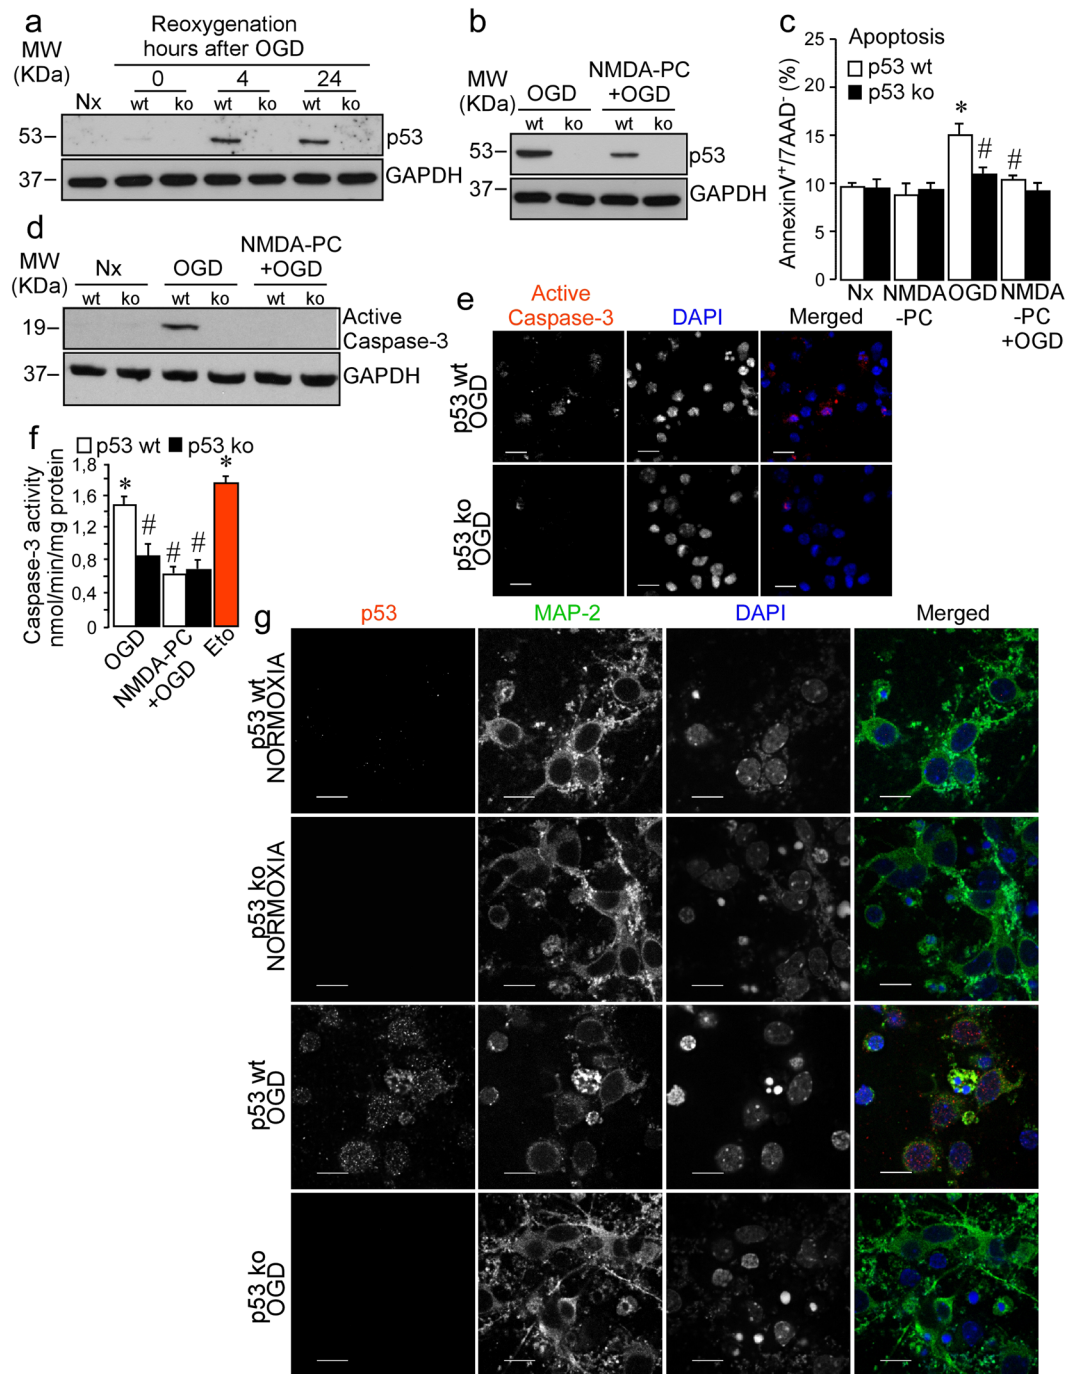 a
Reoxygenation
hours after OGD
MW
(KDa)
0 4 24
Nx wt ko wt ko wt ko
53 p53
37 GAPDH
b
MW
(KDa)
OGD NMDA-PC
+OGD
wt ko wt ko
53 p53
37 GAPDH
c
Apoptosis
p53 wt
p53 ko
AnnexinV+/7AAD- (%)
25
20
15
10
5
0
* # #
Nx NMDA
-PC OGD NMDA
-PC
+OGD
d
MW
(KDa)
Nx OGD NMDA-PC
+OGD
wt ko wt ko wt ko
19 Active
Caspase-3
37 GAPDH
e
Active
Caspase-3 DAPI Merged
p53 wt
OGD
p53 ko
OGD
f
p53 wt p53 ko
Caspase-3 activity
nmol/min/mg protein
1,8
1,6
1,2
0,8
0,4
0
* # # # *
OGD
NMDA-PC
+OGD
Eto
g
p53 MAP-2 DAPI Merged
p53 wt
NORMOXIA
p53 ko
NORMOXIA
p53 wt
OGD
p53 ko
OGD